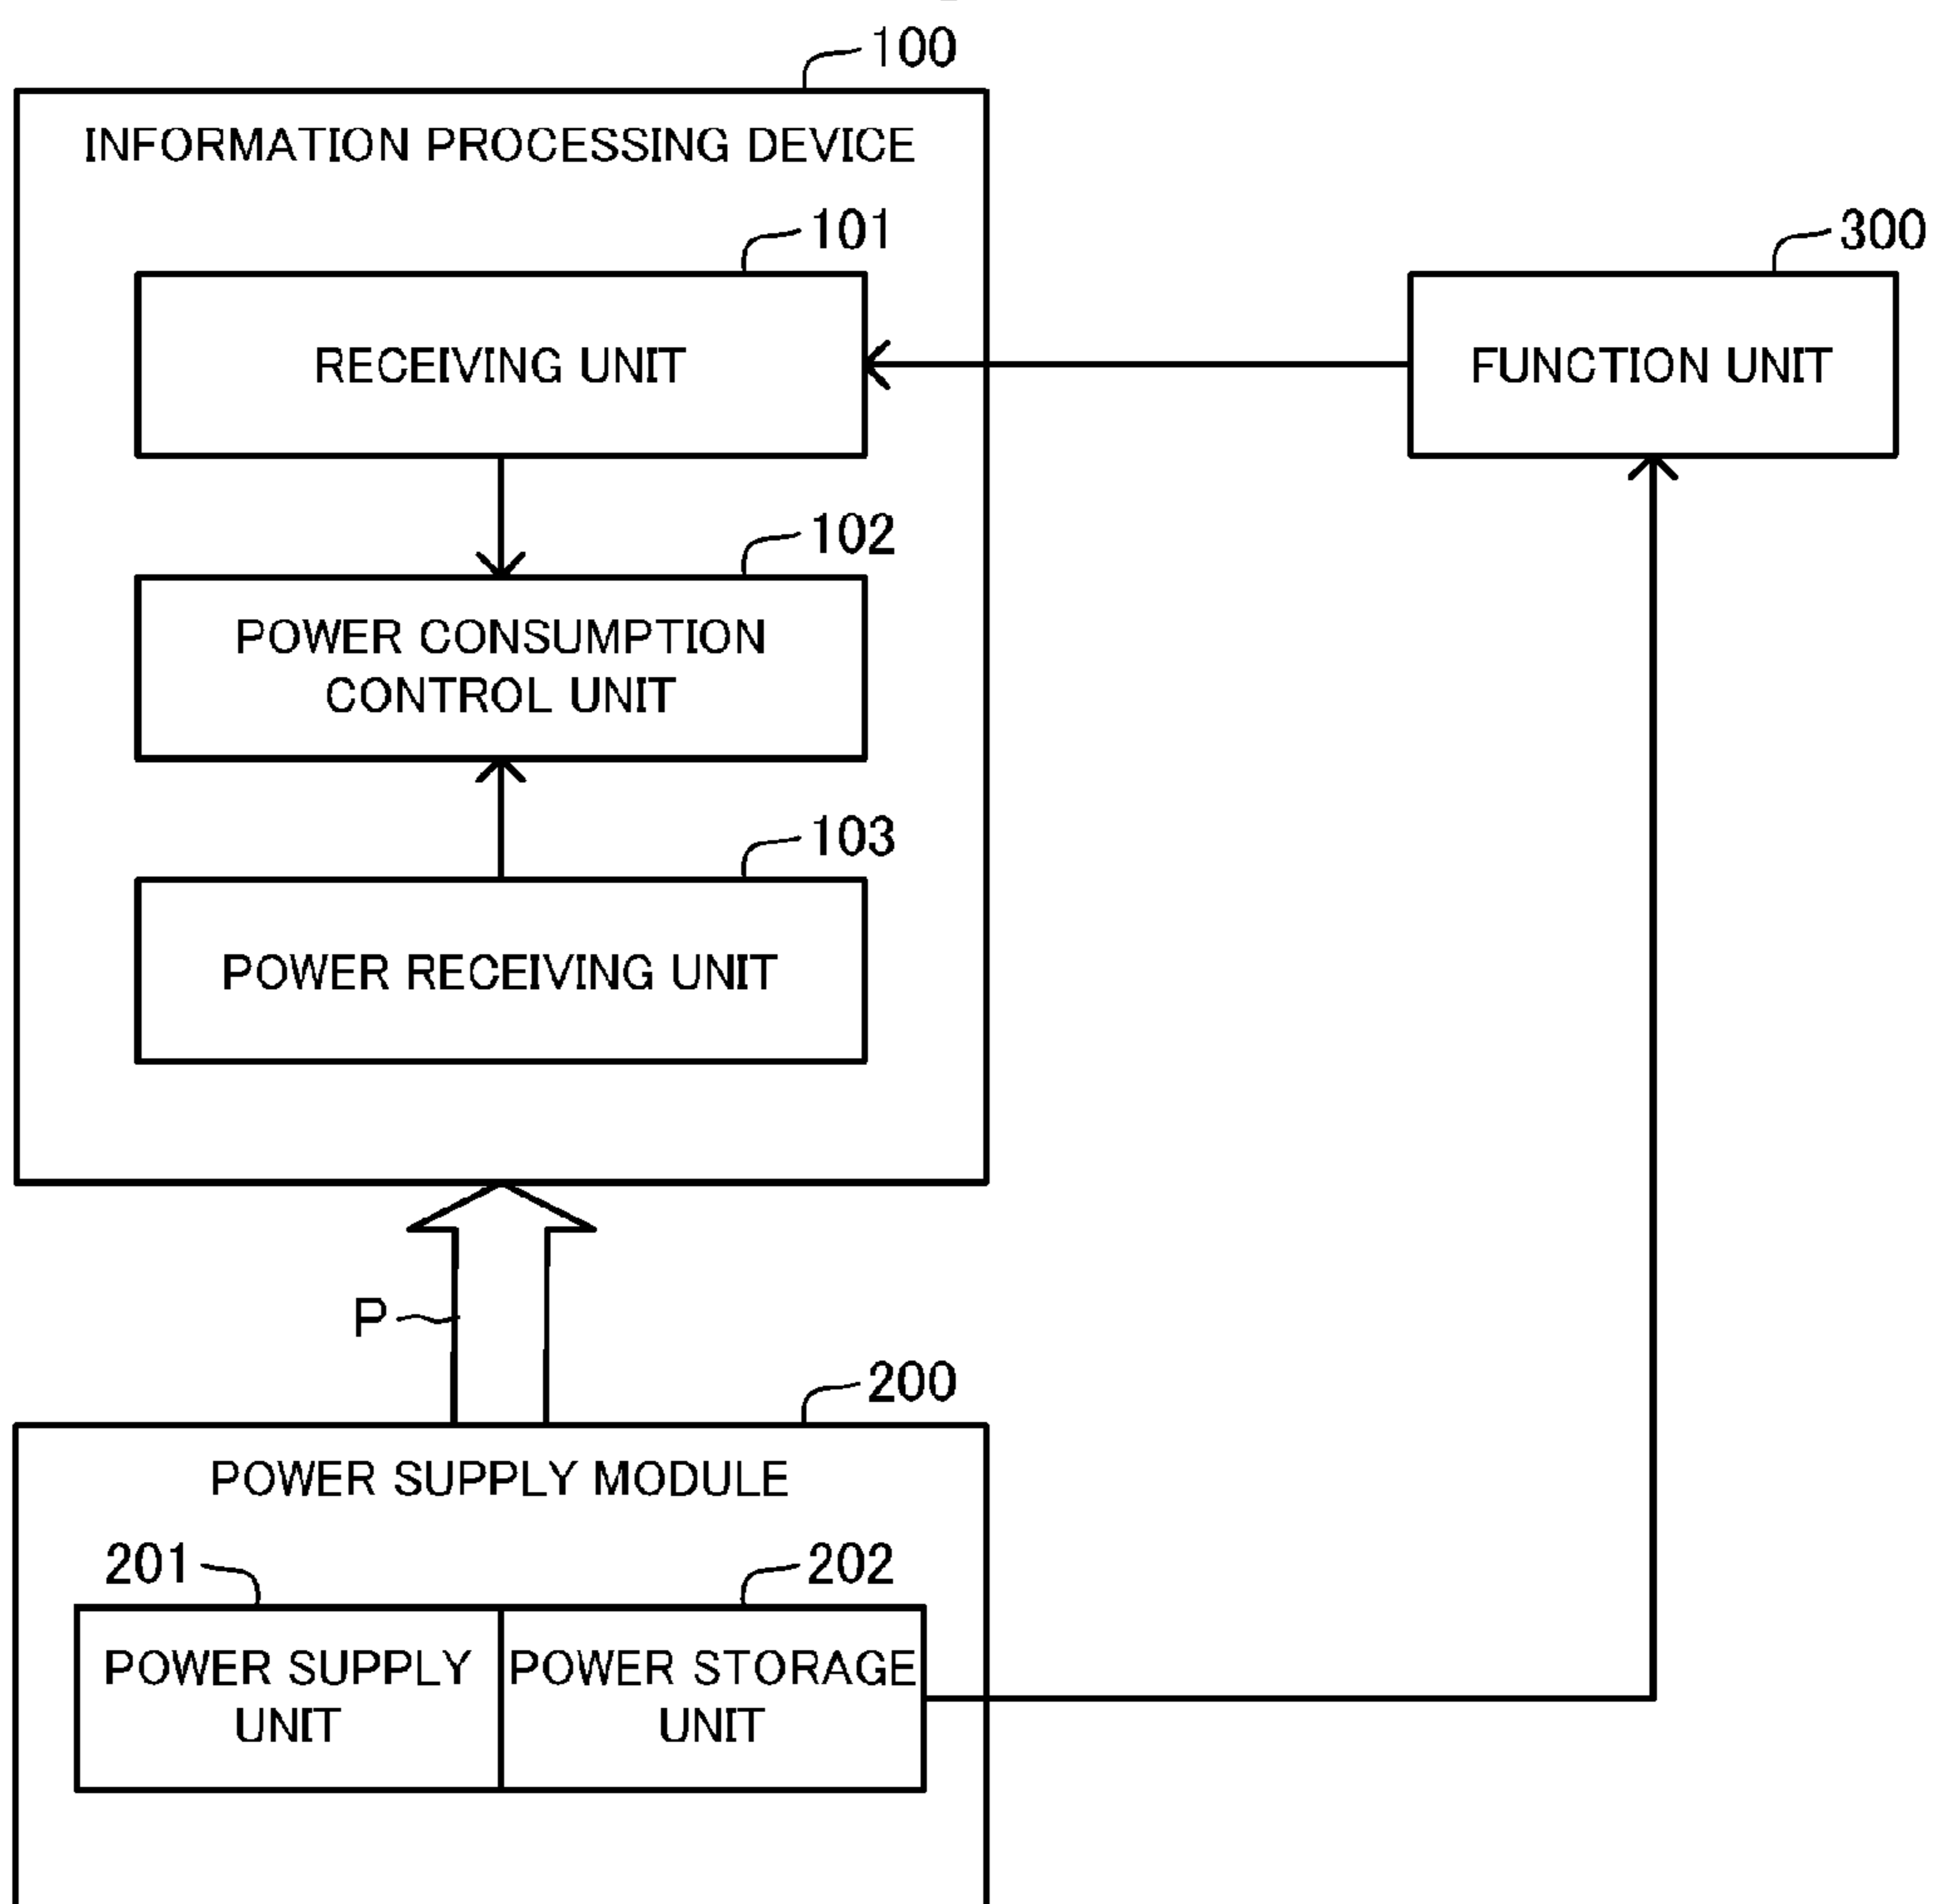 100
INFORMATION PROCESSING DEVICE
101
300
RECEIVING UNIT
FUNCTION UNIT
102
POWER CONSUMPTION
CONTROL UNIT
103
POWER RECEIVING UNIT
P
200
POWER SUPPLY MODULE
201
202
POWER SUPPLY
UNIT
POWER STORAGE
UNIT